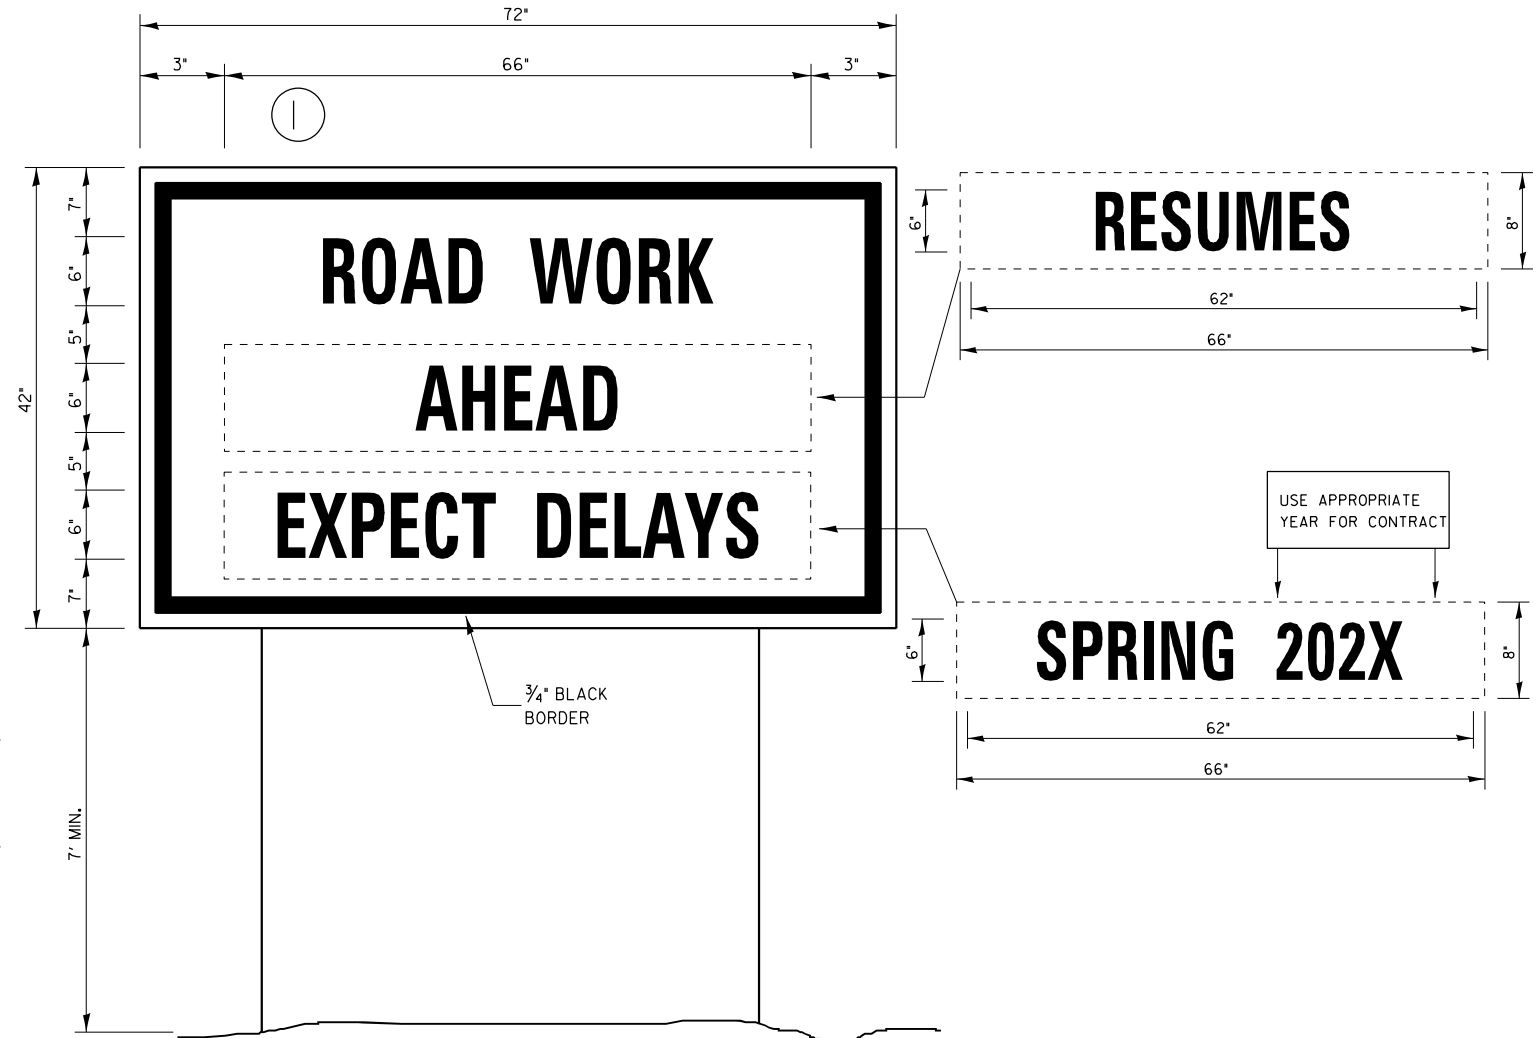 72"
3" 66" 3"
|
42"
7"
6"
5"
6"
5"
6"
7"
ROAD WORK
AHEAD
EXPECT DELAYS
¾" BLACK
BORDER
7' MIN.
6"
RESUMES
8"
62"
66"
USE APPROPRIATE
YEAR FOR CONTRACT
6"
SPRING 202X
8"
62"
66"